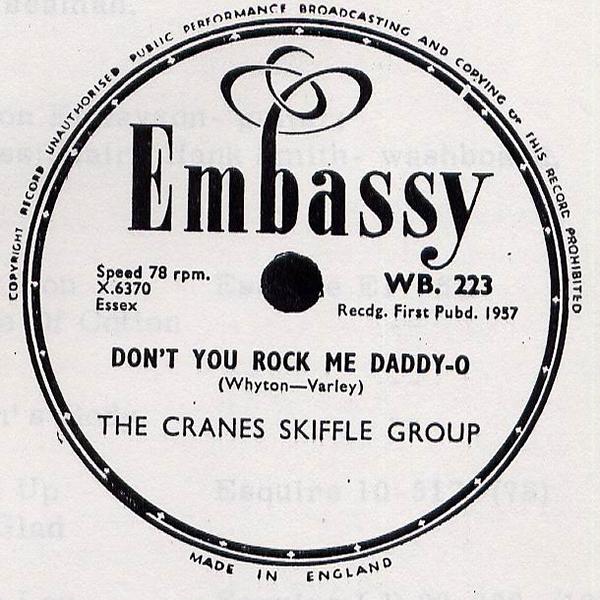 COPYRIGHT RECORD UNAUTHORISED PUBLIC PERFORMANCE BROADCASTING AND COPYING OF THIS RECORD PROHIBITED
Embassy
Speed 78 rpm.
X.6370
Essex
WB. 223
Recdg. First Pubd. 1957
DON'T YOU ROCK ME DADDY-O
(Whyton—Varley)
THE CRANES SKIFFLE GROUP
MADE IN ENGLAND